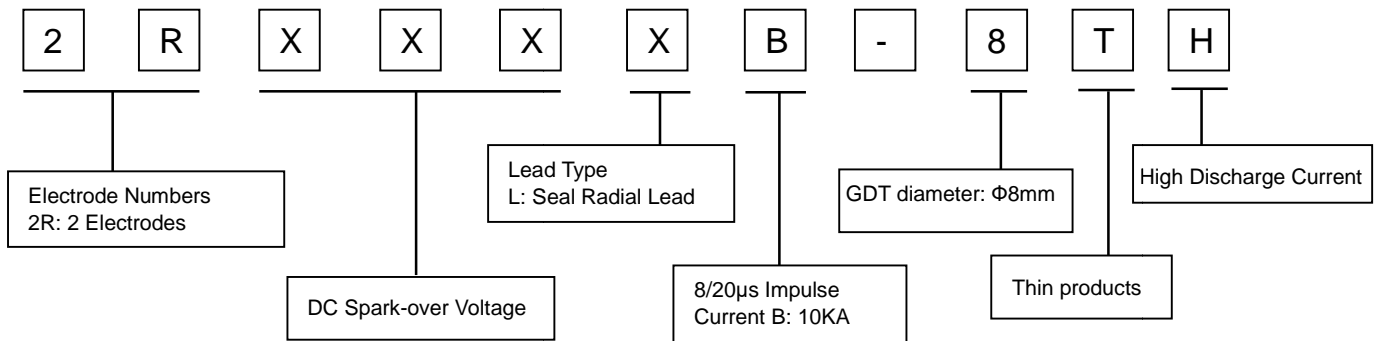 2 R X X X X B - 8 T H
Electrode Numbers
2R: 2 Electrodes
DC Spark-over Voltage
Lead Type
L: Seal Radial Lead
8/20μs Impulse
Current B: 10KA
GDT diameter: Φ8mm
Thin products
High Discharge Current